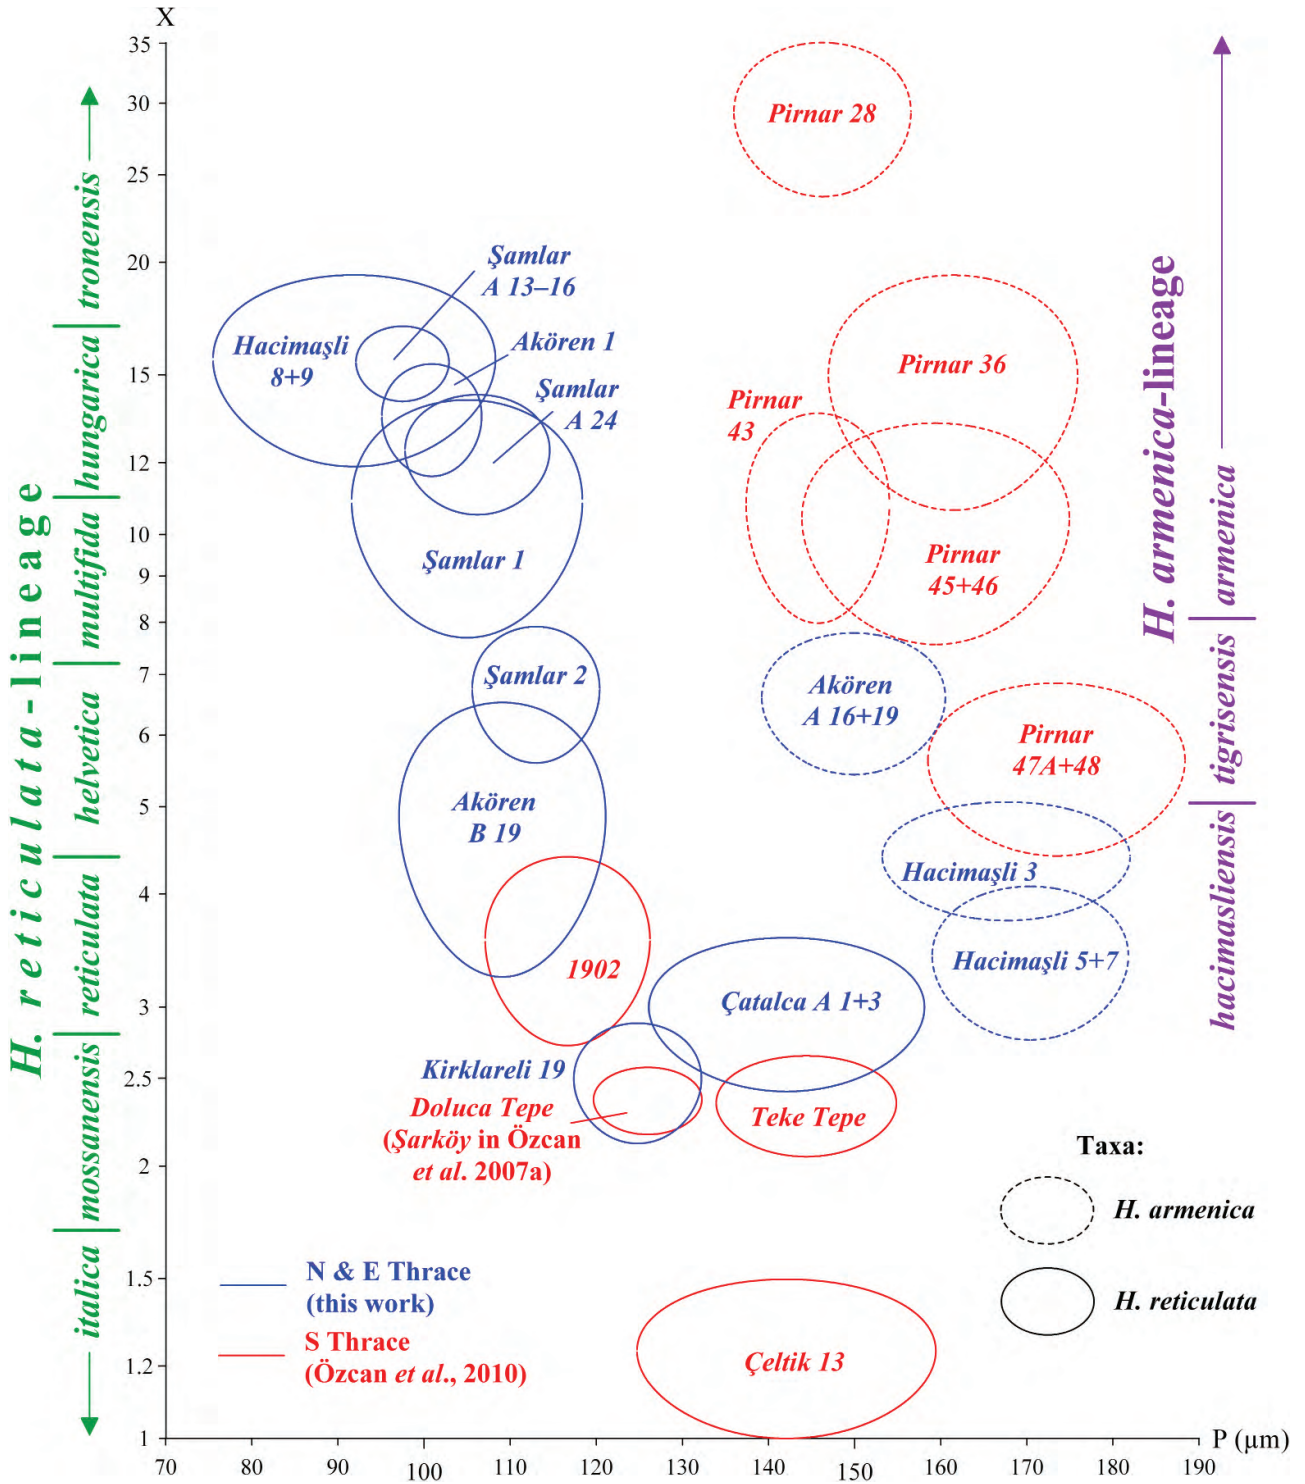 X
35
30
25
20
15
12
10
9
8
7
6
5
4
3
2.5
2
1.5
1.2
1
70
80
90
100
110
120
130
140
150
160
170
180
190
P (µm)
H. reticulata-lineage
tronensis
hungarica
multifida
helvetica
reticulata
mossanensis
italica
H. armenica-lineage
armenica
tigrisensis
hacimasliensis
Pirnar 28
Şamlar
A 13–16
Hacimaşli
8+9
Akören 1
Şamlar
A 24
Pirnar 36
Pirnar
43
Şamlar 1
Pirnar
45+46
Şamlar 2
Akören
A 16+19
Pirnar
47A+48
Akören
B 19
Hacimaşli 3
1902
Hacimaşli 5+7
Çatalca A 1+3
Kirklareli 19
Doluca Tepe
(Şarköy in Özcan
et al. 2007a)
Teke Tepe
Çeltik 13
Taxa:
H. armenica
H. reticulata
N & E Thrace
(this work)
S Thrace
(Özcan et al., 2010)